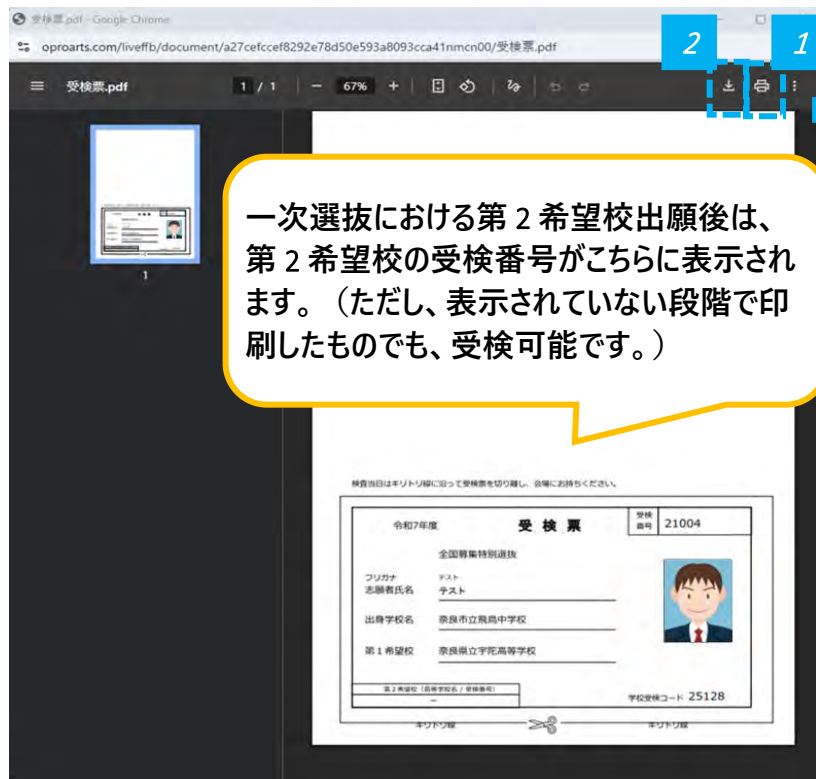 受検票.pdf - Google Chrome
oproarts.com/liveffb/document/a27cefccef8292e78d50e593a8093cca41nmcn00/受検票.pdf
2
1
受検票.pdf
1 / 1
67%
1
一次選抜における第 2 希望校出願後は、
第 2 希望校の受検番号がこちらに表示され
ます。（ただし、表示されていない段階で印
刷したものでも、受検可能です。）
検査当日はキリトリ線に沿って受検票を切り離し、会場にお持ちください。
令和7年度
受 検 票
受検
番号
21004
全国募集特別選抜
フリガナ
テスト
志願者氏名
テスト
出身学校名
奈良市立飛鳥中学校
第１希望校
奈良県立宇陀高等学校
第２希望校（高等学校名 / 受検番号）
－
学校受検コード 25128
キリトリ線
キリトリ線